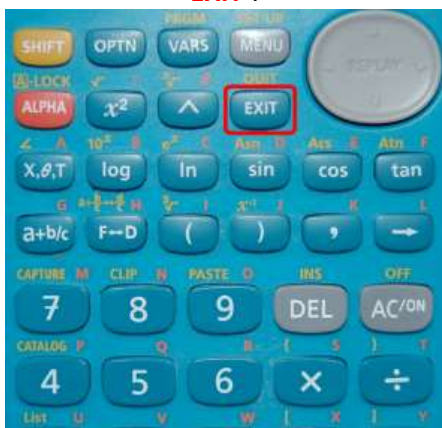 EXIT
PRGM SET UP
SHIFT OPTN VARS MENU REPLAY
A-LOCK QUIT
ALPHA x² ^ EXIT
∠ A 10ˣ B eˣ C Asn D Acs E Atn F
X,θ,T log ln sin cos tan
G H I x⁻¹ J K L
a+b/c F↔D ( ) , →
CAPTURE M CLIP N PASTE O INS OFF
7 8 9 DEL AC/ON
CATALOG P Q R { S } T
4 5 6 × ÷
List U V W [ X ] Y